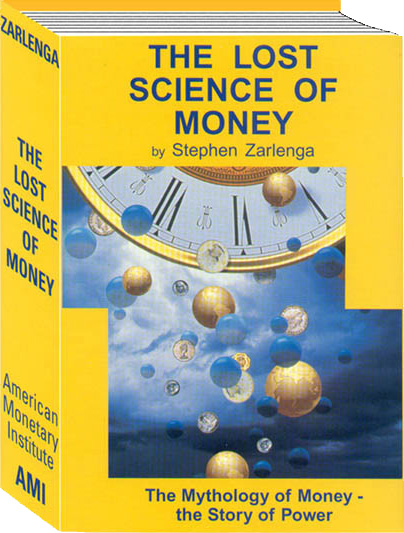 ZARLENGA
THE
LOST
SCIENCE
OF
MONEY
American
Monetary
Institute
AMI
THE LOST
SCIENCE OF
MONEY
by Stephen Zarlenga
The Mythology of Money -
the Story of Power